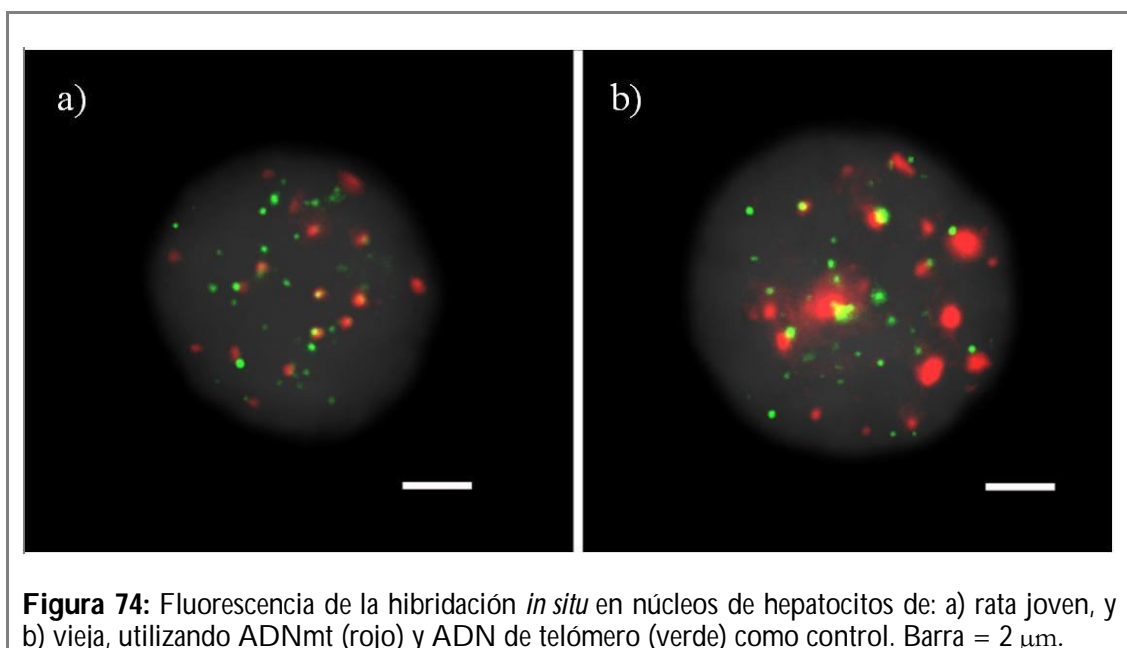 a)
b)
Figura 74: Fluorescencia de la hibridación in situ en núcleos de hepatocitos de: a) rata joven, y
b) vieja, utilizando ADNmt (rojo) y ADN de telómero (verde) como control. Barra = 2 μm.